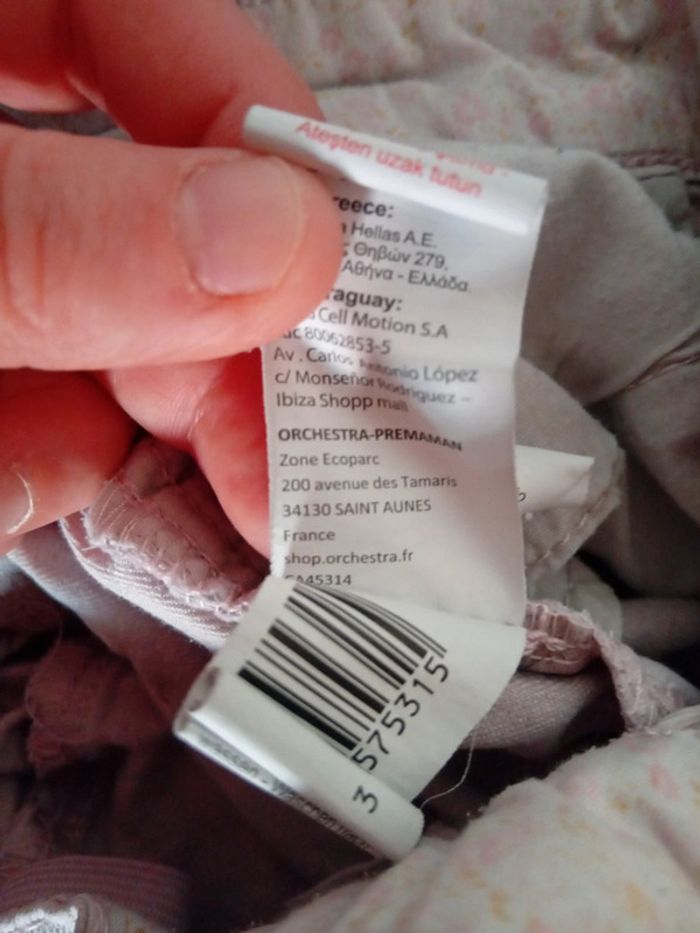 Ateşten uzak tutun
reece:
Hellas A.E.
Θηβών 279,
Αθήνα - Ελλάδα.
raguay:
Cell Motion S.A
uc 80062853-5
Av . Carlos Antonio López
c/ Monseñor Rodriguez –
Ibiza Shopp mall
ORCHESTRA-PREMAMAN
Zone Ecoparc
200 avenue des Tamaris
34130 SAINT AUNES
France
shop.orchestra.fr
CA45314
3 575315